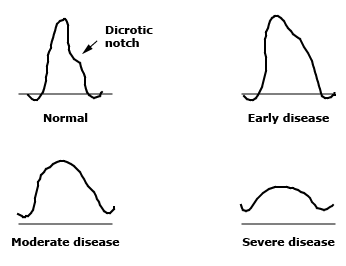 Dicrotic
notch
Normal
Early disease
Moderate disease
Severe disease